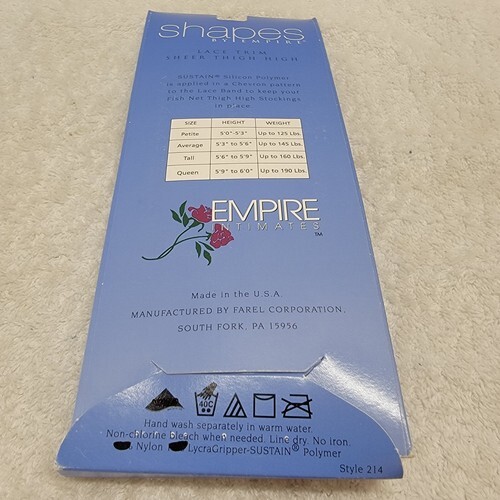 shapes
BY EMPIRE
LACE TRIM
SHEER THIGH HIGH
SUSTAIN® Silicon Polymer
is applied in a Chevron pattern
to the Lace Band to keep your
Fish Net Thigh High Stockings
in place.
SIZE HEIGHT WEIGHT
Petite 5'0"-5'3" Up to 125 Lbs.
Average 5'3" to 5'6" Up to 145 Lbs.
Tall 5'6" to 5'9" Up to 160 Lbs.
Queen 5'9" to 6'0" Up to 190 Lbs.
EMPIRE
INTIMATES™
Made in the U.S.A.
MANUFACTURED BY FAREL CORPORATION,
SOUTH FORK, PA 15956
40C
Hand wash separately in warm water.
Non-chlorine bleach when needed. Line dry. No iron.
Nylon LycraGripper-SUSTAIN® Polymer
Style 214